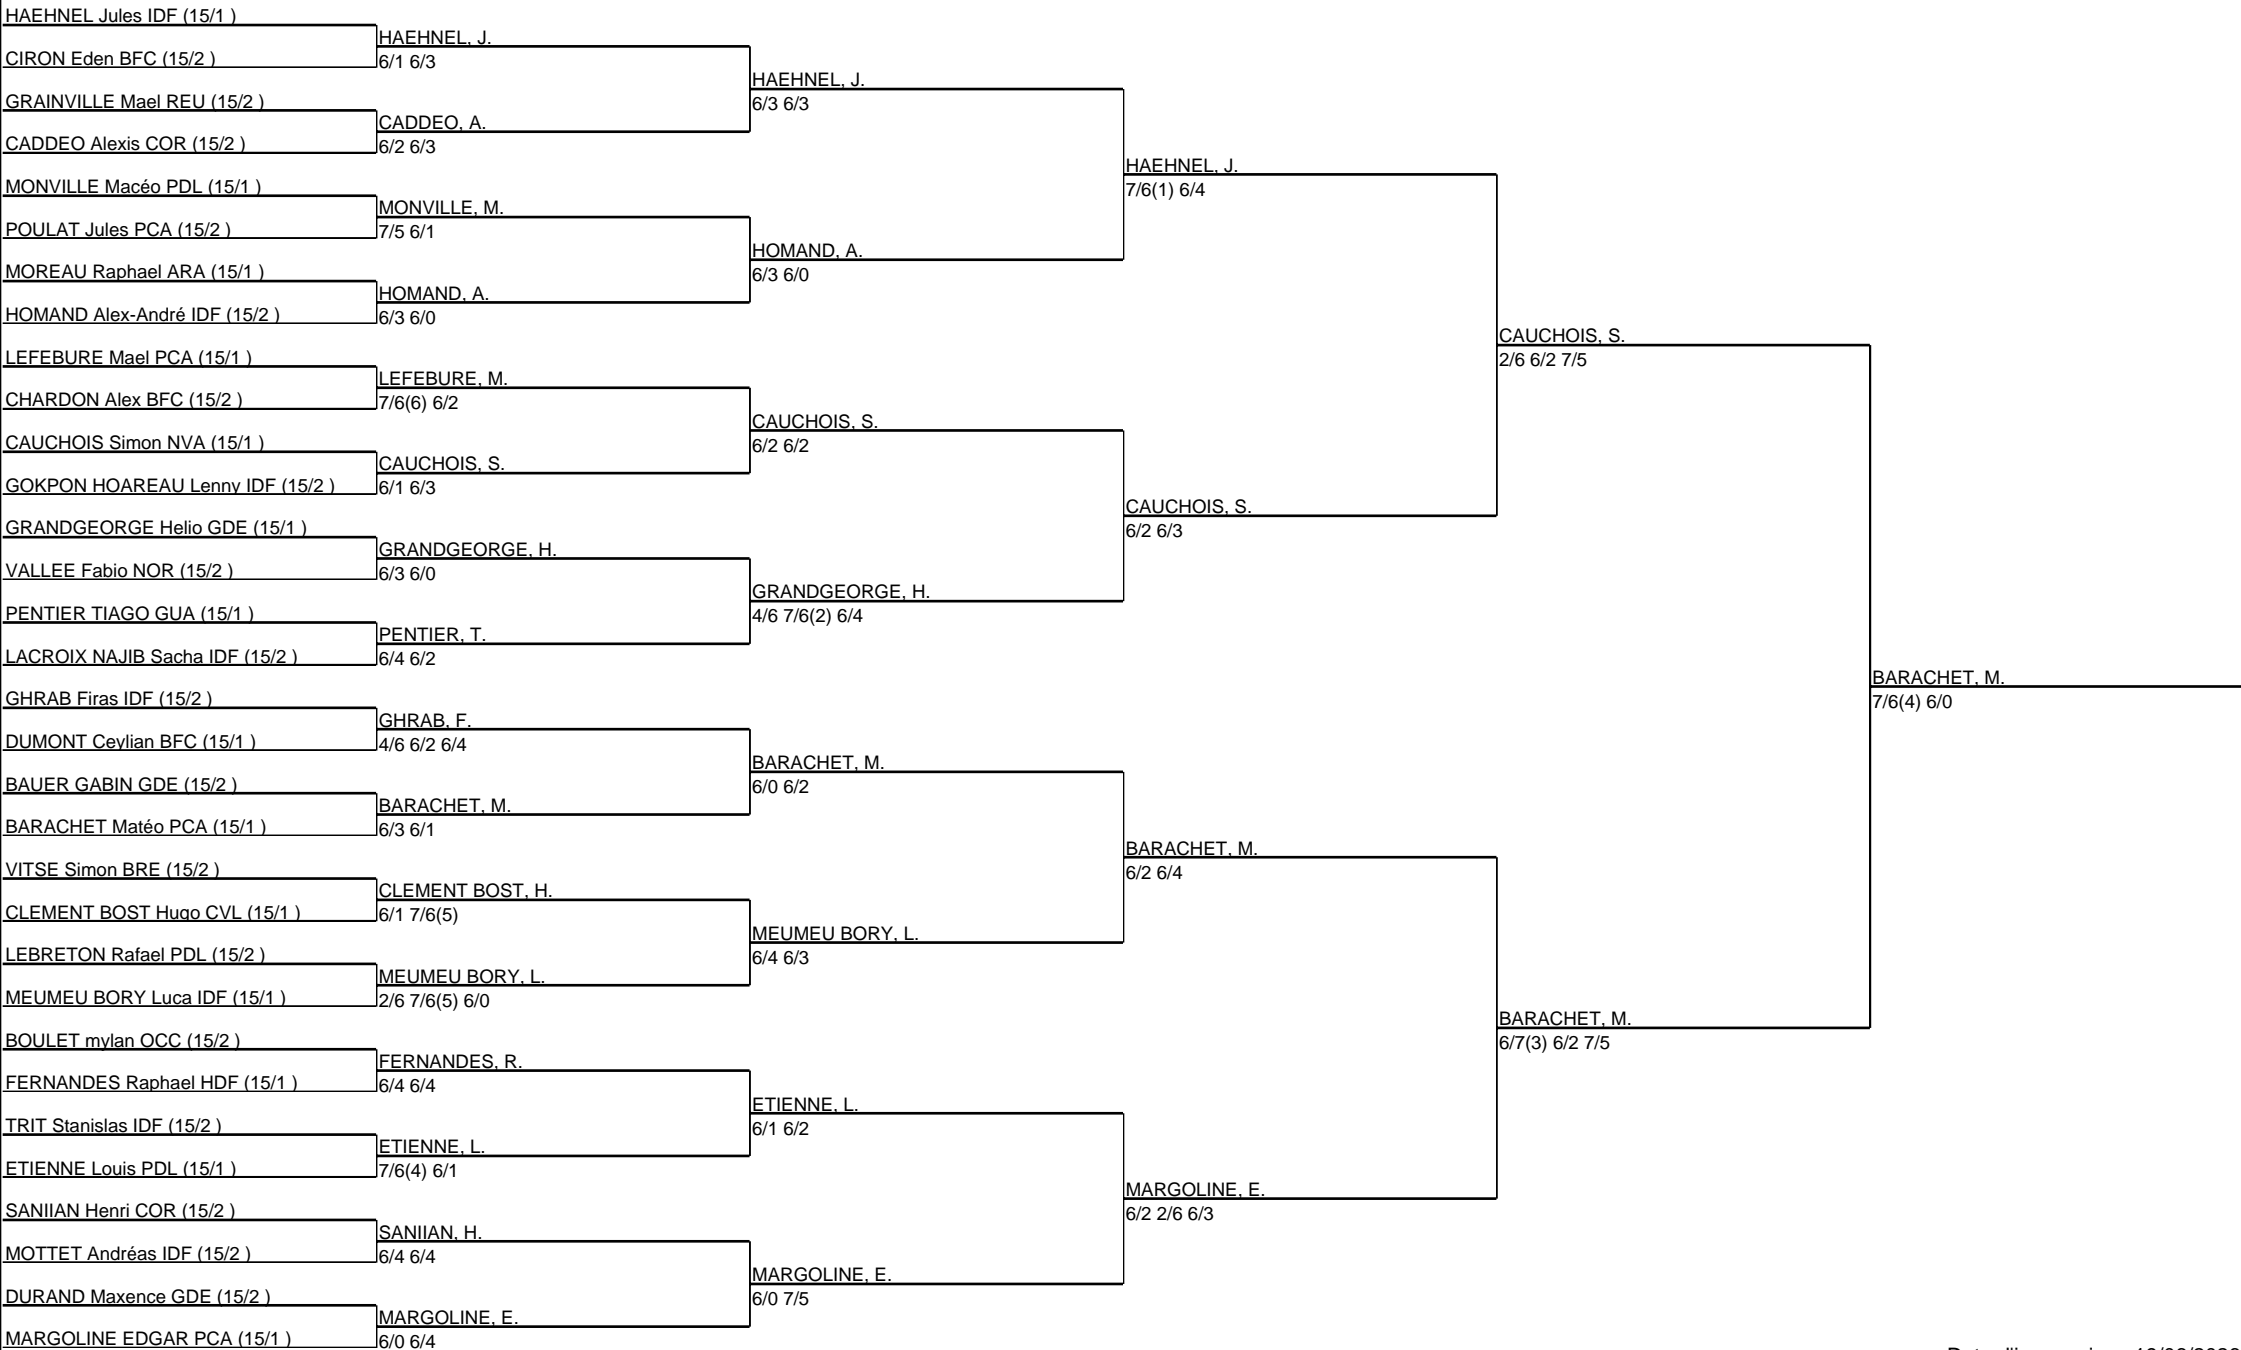 HAEHNEL Jules IDF (15/1 )
HAEHNEL, J.
CIRON Eden BFC (15/2 )
6/1 6/3
HAEHNEL, J.
GRAINVILLE Mael REU (15/2 )
6/3 6/3
CADDEO, A.
CADDEO Alexis COR (15/2 )
6/2 6/3
HAEHNEL, J.
MONVILLE Macéo PDL (15/1 )
7/6(1) 6/4
MONVILLE, M.
POULAT Jules PCA (15/2 )
7/5 6/1
HOMAND, A.
MOREAU Raphael ARA (15/1 )
6/3 6/0
HOMAND, A.
HOMAND Alex-André IDF (15/2 )
6/3 6/0
CAUCHOIS, S.
LEFEBURE Mael PCA (15/1 )
2/6 6/2 7/5
LEFEBURE, M.
CHARDON Alex BFC (15/2 )
7/6(6) 6/2
CAUCHOIS, S.
CAUCHOIS Simon NVA (15/1 )
6/2 6/2
CAUCHOIS, S.
GOKPON HOAREAU Lenny IDF (15/2 )
6/1 6/3
CAUCHOIS, S.
GRANDGEORGE Helio GDE (15/1 )
6/2 6/3
GRANDGEORGE, H.
VALLEE Fabio NOR (15/2 )
6/3 6/0
GRANDGEORGE, H.
PENTIER TIAGO GUA (15/1 )
4/6 7/6(2) 6/4
PENTIER, T.
LACROIX NAJIB Sacha IDF (15/2 )
6/4 6/2
BARACHET, M.
GHRAB Firas IDF (15/2 )
7/6(4) 6/0
GHRAB, F.
DUMONT Ceylian BFC (15/1 )
4/6 6/2 6/4
BARACHET, M.
BAUER GABIN GDE (15/2 )
6/0 6/2
BARACHET, M.
BARACHET Matéo PCA (15/1 )
6/3 6/1
BARACHET, M.
VITSE Simon BRE (15/2 )
6/2 6/4
CLEMENT BOST, H.
CLEMENT BOST Hugo CVL (15/1 )
6/1 7/6(5)
MEUMEU BORY, L.
LEBRETON Rafael PDL (15/2 )
6/4 6/3
MEUMEU BORY, L.
MEUMEU BORY Luca IDF (15/1 )
2/6 7/6(5) 6/0
BARACHET, M.
BOULET mylan OCC (15/2 )
6/7(3) 6/2 7/5
FERNANDES, R.
FERNANDES Raphael HDF (15/1 )
6/4 6/4
ETIENNE, L.
TRIT Stanislas IDF (15/2 )
6/1 6/2
ETIENNE, L.
ETIENNE Louis PDL (15/1 )
7/6(4) 6/1
MARGOLINE, E.
SANIIAN Henri COR (15/2 )
6/2 2/6 6/3
SANIIAN, H.
MOTTET Andréas IDF (15/2 )
6/4 6/4
MARGOLINE, E.
DURAND Maxence GDE (15/2 )
6/0 7/5
MARGOLINE, E.
MARGOLINE EDGAR PCA (15/1 )
6/0 6/4